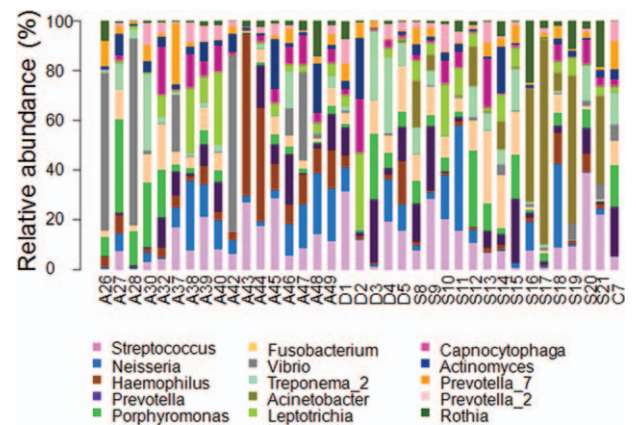 Relative abundance (%)
100
80
60
40
20
0
A26 A27 A28 A30 A32 A37 A38 A39 A40 A42 A43 A44 A45 A46 A47 A48 A49 D1 D2 D3 D4 D5 S8 S9 S10 S11 S12 S13 S14 S15 S16 S17 S18 S19 S20 S21 C7
Streptococcus Fusobacterium Capnocytophaga
Neisseria Vibrio Actinomyces
Haemophilus Treponema_2 Prevotella_7
Prevotella Acinetobacter Prevotella_2
Porphyromonas Leptotrichia Rothia